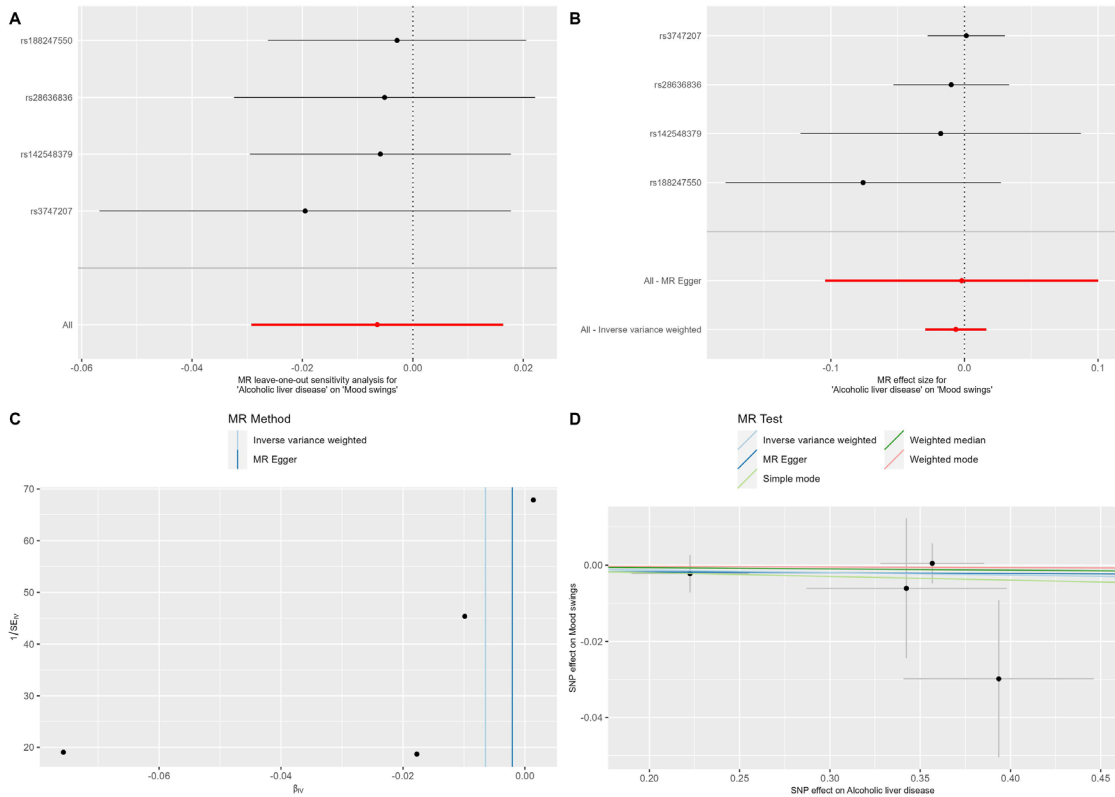 A
rs188247550
rs28636836
rs142548379
rs3747207
All
-0.06
-0.04
-0.02
0.00
0.02
MR leave-one-out sensitivity analysis for
'Alcoholic liver disease' on 'Mood swings'
B
rs3747207
rs28636836
rs142548379
rs188247550
All - MR Egger
All - Inverse variance weighted
-0.1
0.0
0.1
MR effect size for
'Alcoholic liver disease' on 'Mood swings'
C
MR Method
Inverse variance weighted
MR Egger
70
60
50
40
30
20
1/SEIV
-0.06
-0.04
-0.02
0.00
βIV
D
MR Test
Inverse variance weighted
MR Egger
Simple mode
Weighted median
Weighted mode
0.00
-0.02
-0.04
SNP effect on Mood swings
0.20
0.25
0.30
0.35
0.40
0.45
SNP effect on Alcoholic liver disease